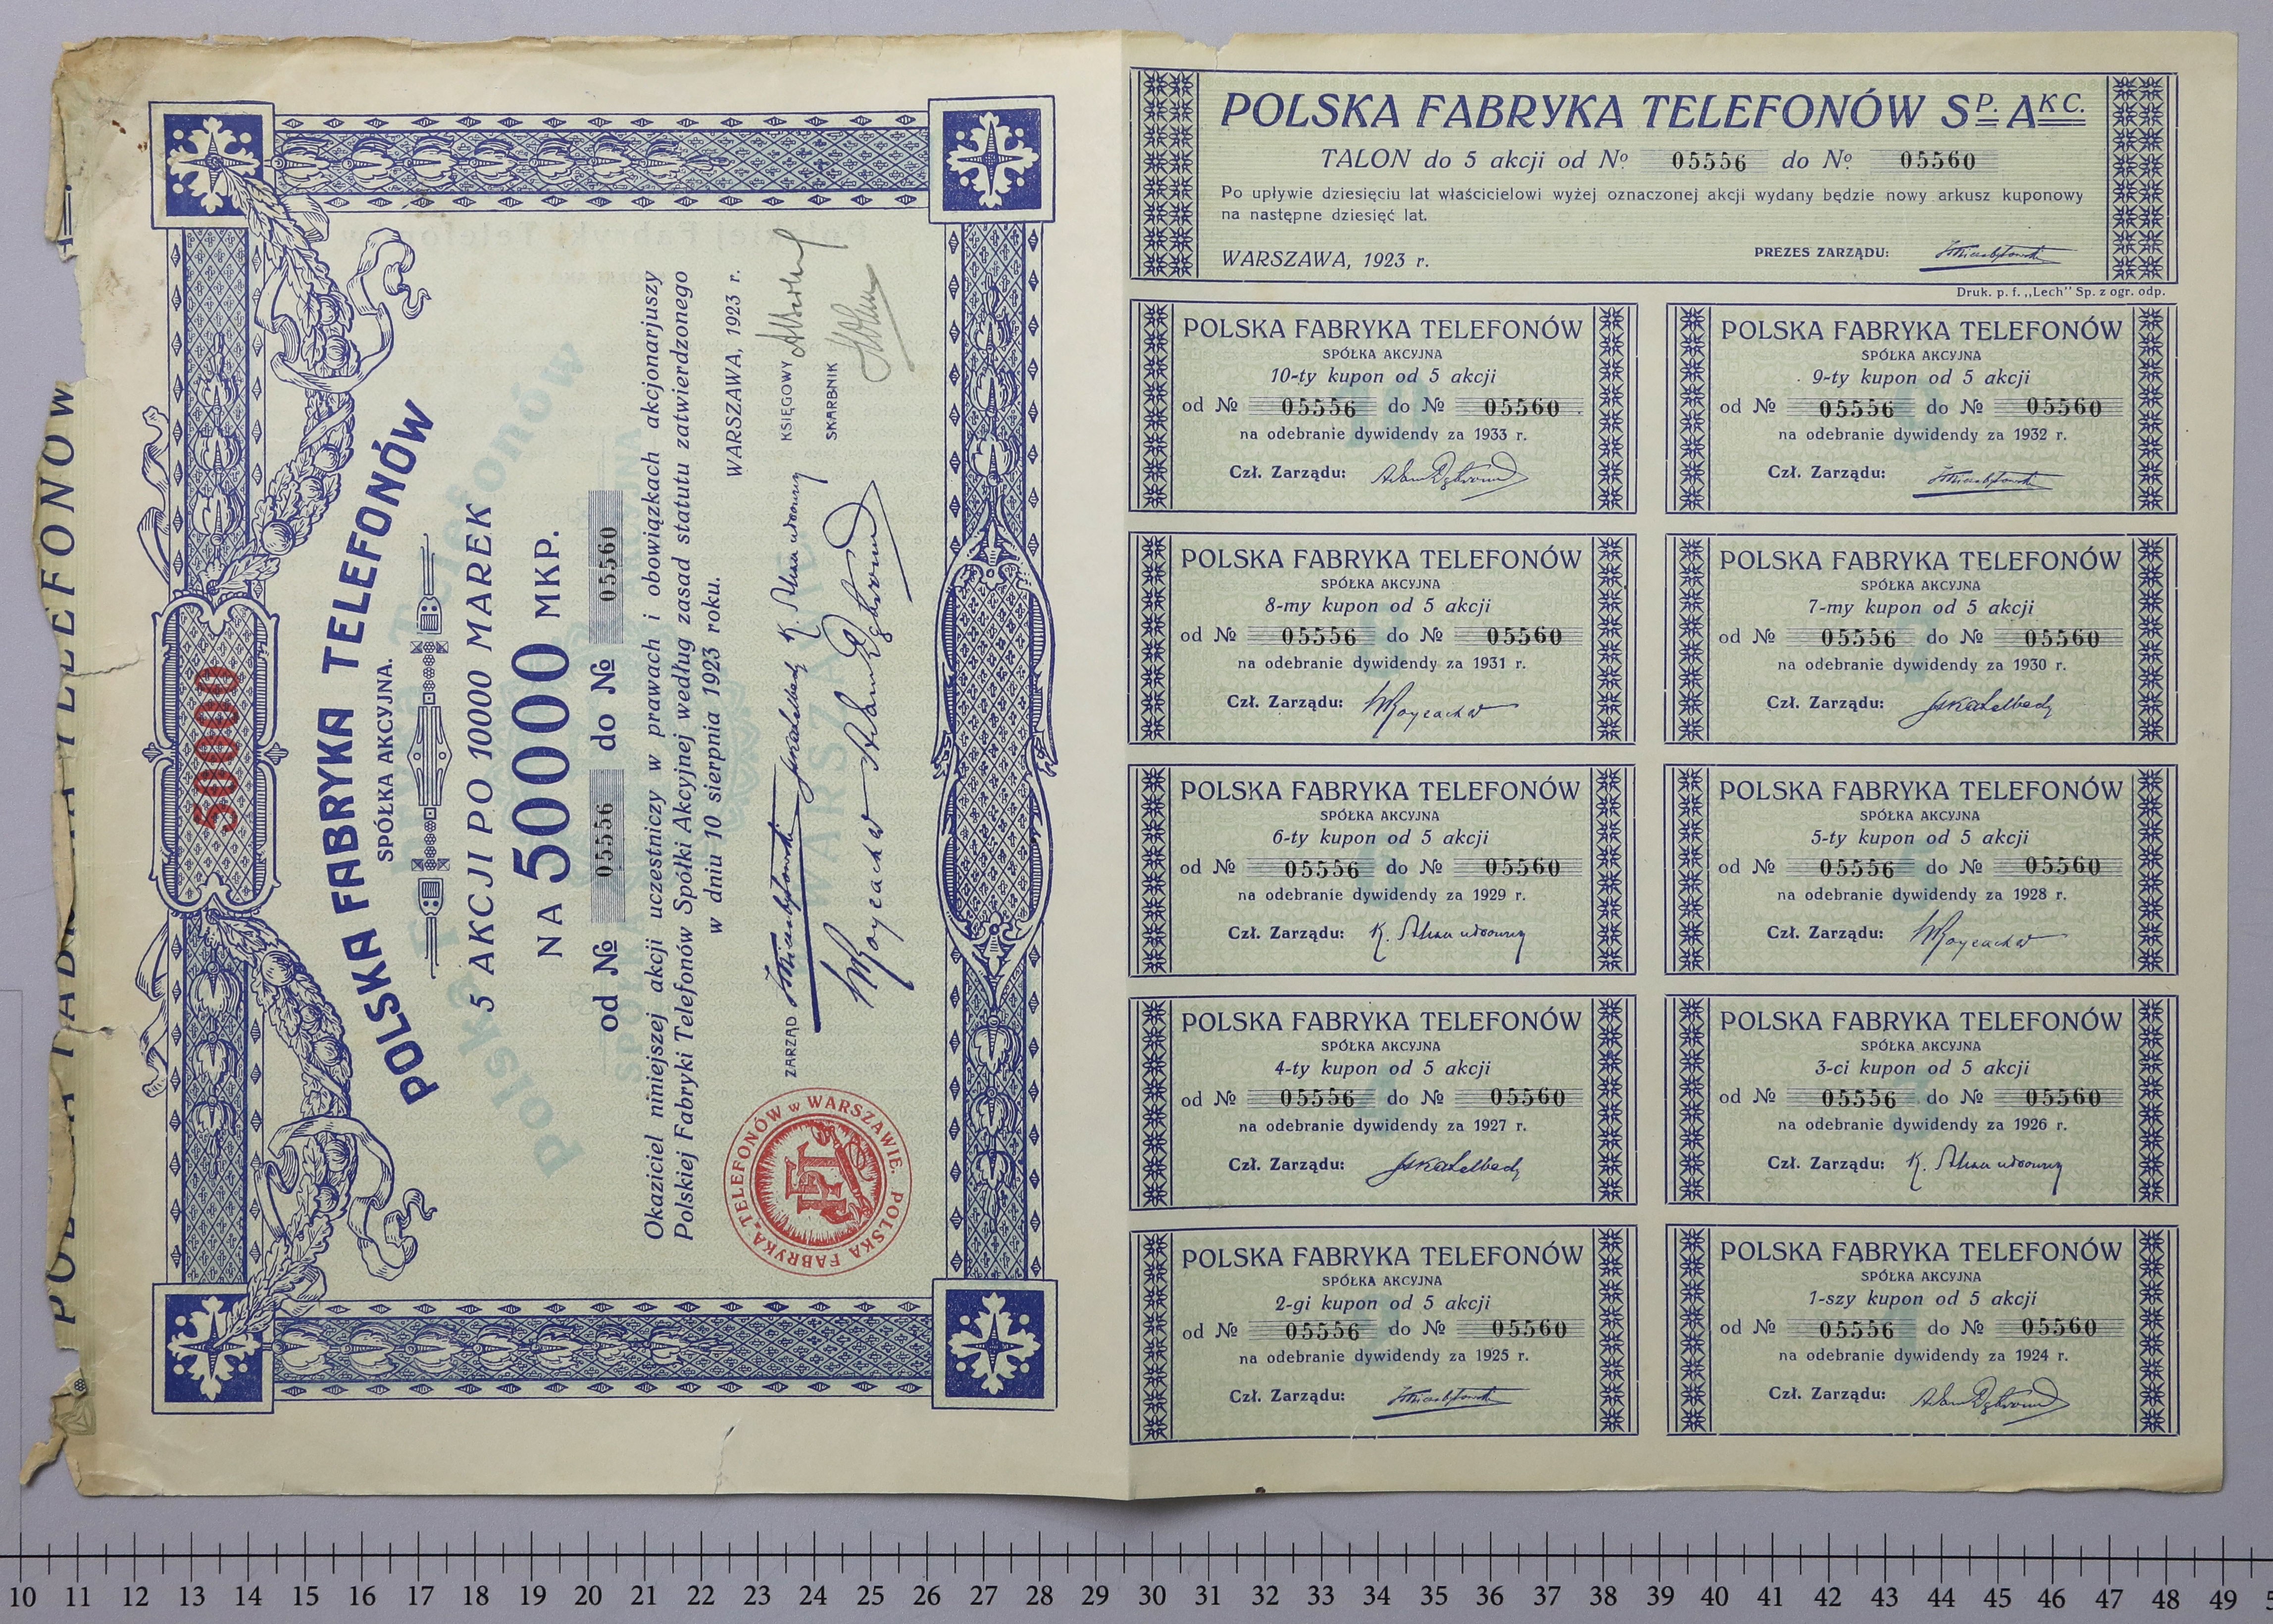 POLSKA FABRYKA TELEFONÓW
50000
POLSKA FABRYKA TELEFONÓW
SPÓŁKA AKCYJNA.
5 AKCJI PO 10000 MAREK
NA 50000 MKP.
od № 05556 do № 05560
Okaziciel niniejszej akcji uczestniczy w prawach i obowiązkach akcjonarjuszy
Polskiej Fabryki Telefonów Spółki Akcyjnej według zasad statutu zatwierdzonego
w dniu 10 sierpnia 1923 roku.
WARSZAWA, 1923 r.
ZARZĄD
KSIĘGOWY
SKARBNIK
POLSKA FABRYKA TELEFONÓW w WARSZAWIE.
PFT
POLSKA FABRYKA TELEFONÓW SP. AKC.
TALON do 5 akcji od № 05556 do № 05560
Po upływie dziesięciu lat właścicielowi wyżej oznaczonej akcji wydany będzie nowy arkusz kuponowy
na następne dziesięć lat.
WARSZAWA, 1923 r. PREZES ZARZĄDU:
Druk. p. f. „Lech" Sp. z ogr. odp.
POLSKA FABRYKA TELEFONÓW
SPÓŁKA AKCYJNA
10-ty kupon od 5 akcji
od № 05556 do № 05560
na odebranie dywidendy za 1933 r.
Czł. Zarządu:
POLSKA FABRYKA TELEFONÓW
SPÓŁKA AKCYJNA
9-ty kupon od 5 akcji
od № 05556 do № 05560
na odebranie dywidendy za 1932 r.
Czł. Zarządu:
POLSKA FABRYKA TELEFONÓW
SPÓŁKA AKCYJNA
8-my kupon od 5 akcji
od № 05556 do № 05560
na odebranie dywidendy za 1931 r.
Czł. Zarządu:
POLSKA FABRYKA TELEFONÓW
SPÓŁKA AKCYJNA
7-my kupon od 5 akcji
od № 05556 do № 05560
na odebranie dywidendy za 1930 r.
Czł. Zarządu:
POLSKA FABRYKA TELEFONÓW
SPÓŁKA AKCYJNA
6-ty kupon od 5 akcji
od № 05556 do № 05560
na odebranie dywidendy za 1929 r.
Czł. Zarządu:
POLSKA FABRYKA TELEFONÓW
SPÓŁKA AKCYJNA
5-ty kupon od 5 akcji
od № 05556 do № 05560
na odebranie dywidendy za 1928 r.
Czł. Zarządu:
POLSKA FABRYKA TELEFONÓW
SPÓŁKA AKCYJNA
4-ty kupon od 5 akcji
od № 05556 do № 05560
na odebranie dywidendy za 1927 r.
Czł. Zarządu:
POLSKA FABRYKA TELEFONÓW
SPÓŁKA AKCYJNA
3-ci kupon od 5 akcji
od № 05556 do № 05560
na odebranie dywidendy za 1926 r.
Czł. Zarządu:
POLSKA FABRYKA TELEFONÓW
SPÓŁKA AKCYJNA
2-gi kupon od 5 akcji
od № 05556 do № 05560
na odebranie dywidendy za 1925 r.
Czł. Zarządu:
POLSKA FABRYKA TELEFONÓW
SPÓŁKA AKCYJNA
1-szy kupon od 5 akcji
od № 05556 do № 05560
na odebranie dywidendy za 1924 r.
Czł. Zarządu:
10 11 12 13 14 15 16 17 18 19 20 21 22 23 24 25 26 27 28 29 30 31 32 33 34 35 36 37 38 39 40 41 42 43 44 45 46 47 48 49